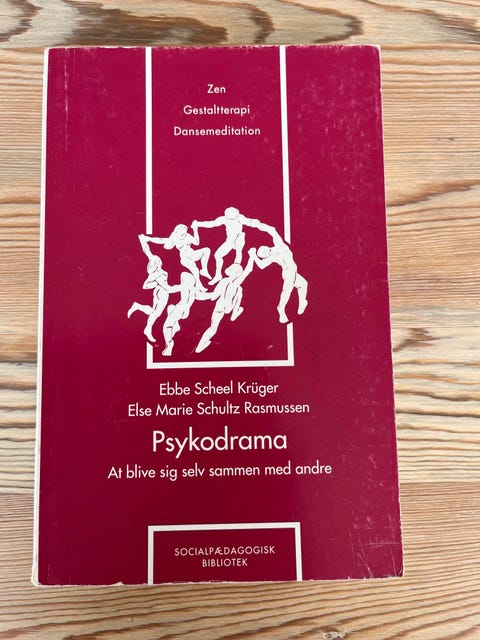 Zen
Gestaltterapi
Dansemeditation
Ebbe Scheel Krüger
Else Marie Schultz Rasmussen
Psykodrama
At blive sig selv sammen med andre
SOCIALPÆDAGOGISK
BIBLIOTEK